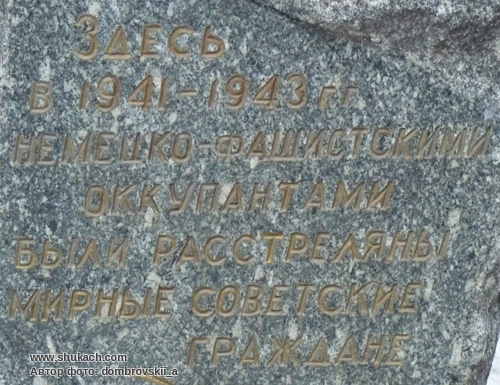 Здесь
в 1941-1943 гг.
немецко-фашистскими
оккупантами
были расстреляны
мирные советские
граждане
www.shukach.com
Автор фото: dombrovskii_a